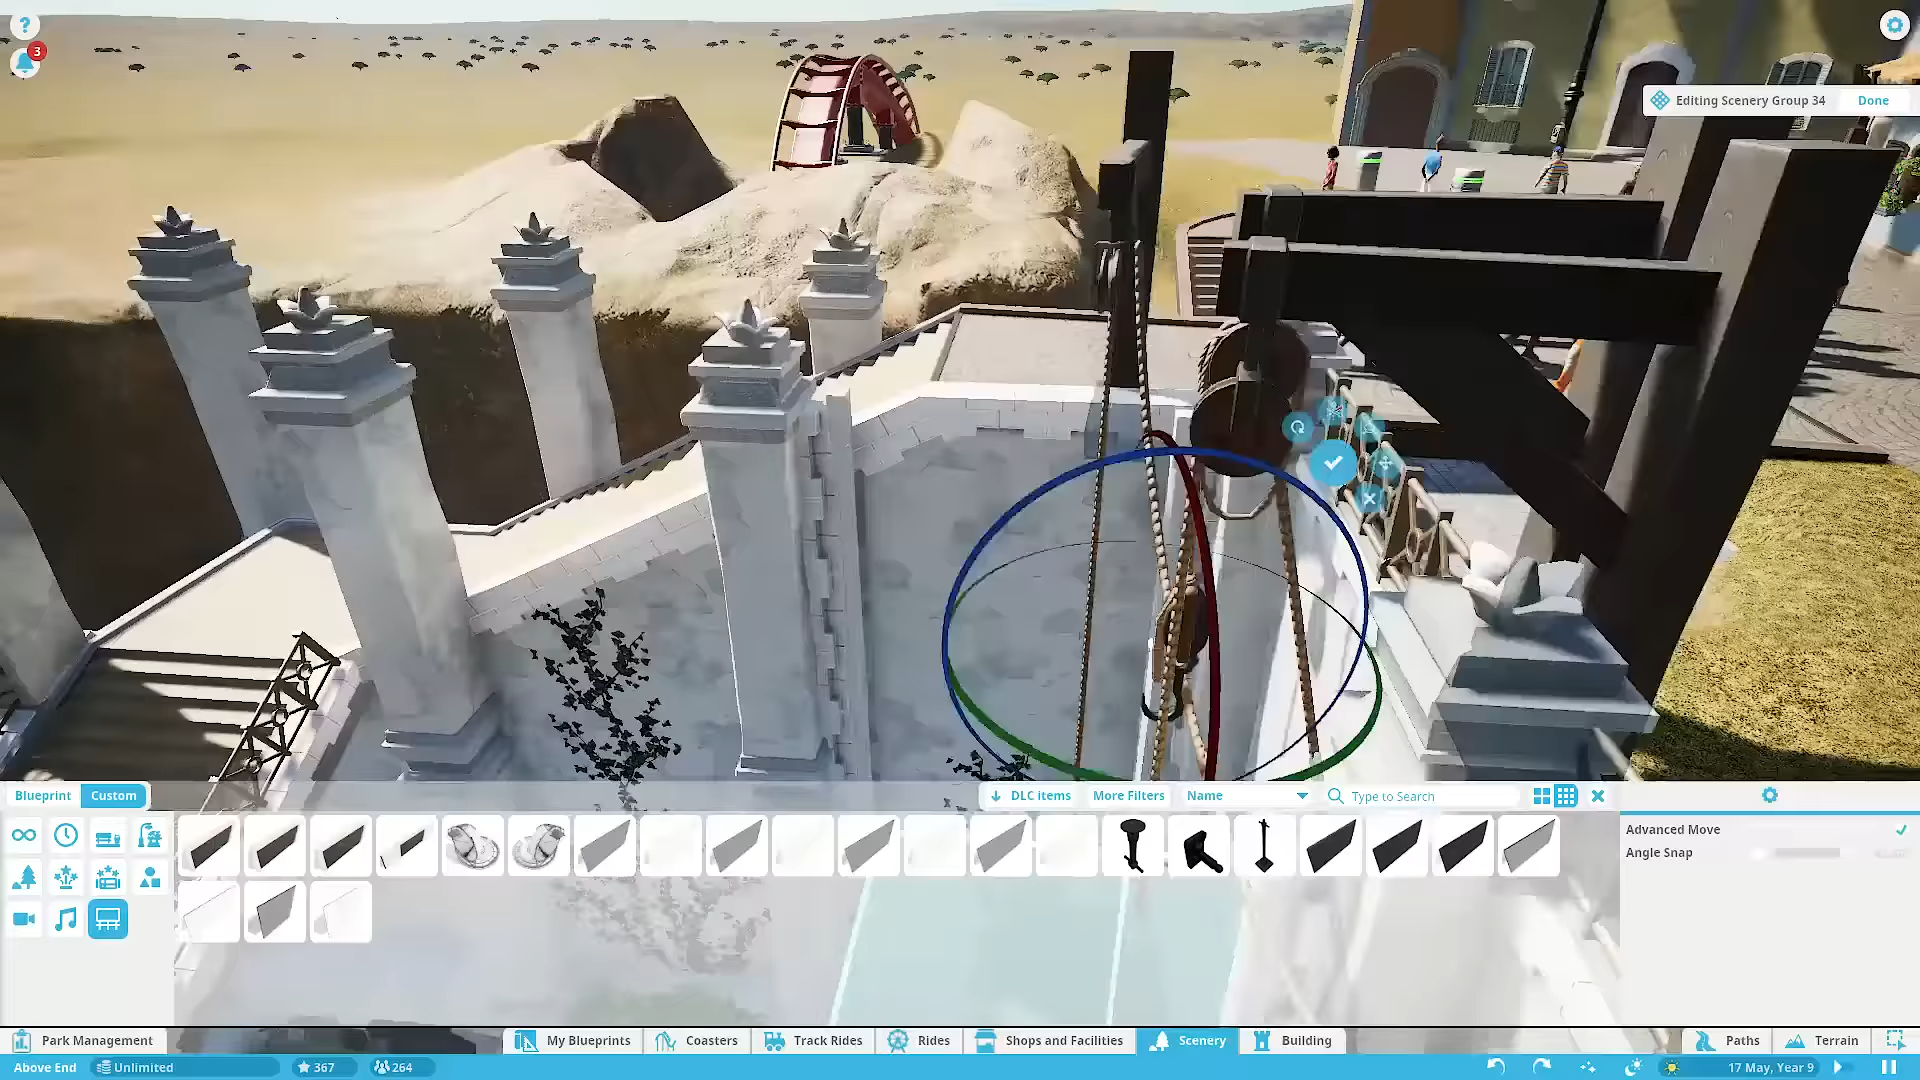 ?
3
Editing Scenery Group 34
Done
Blueprint
Custom
DLC items
More Filters
Name
Type to Search
Advanced Move
Angle Snap
Park Management
My Blueprints
Coasters
Track Rides
Rides
Shops and Facilities
Scenery
Building
Paths
Terrain
Above End
Unlimited
367
264
17 May, Year 9